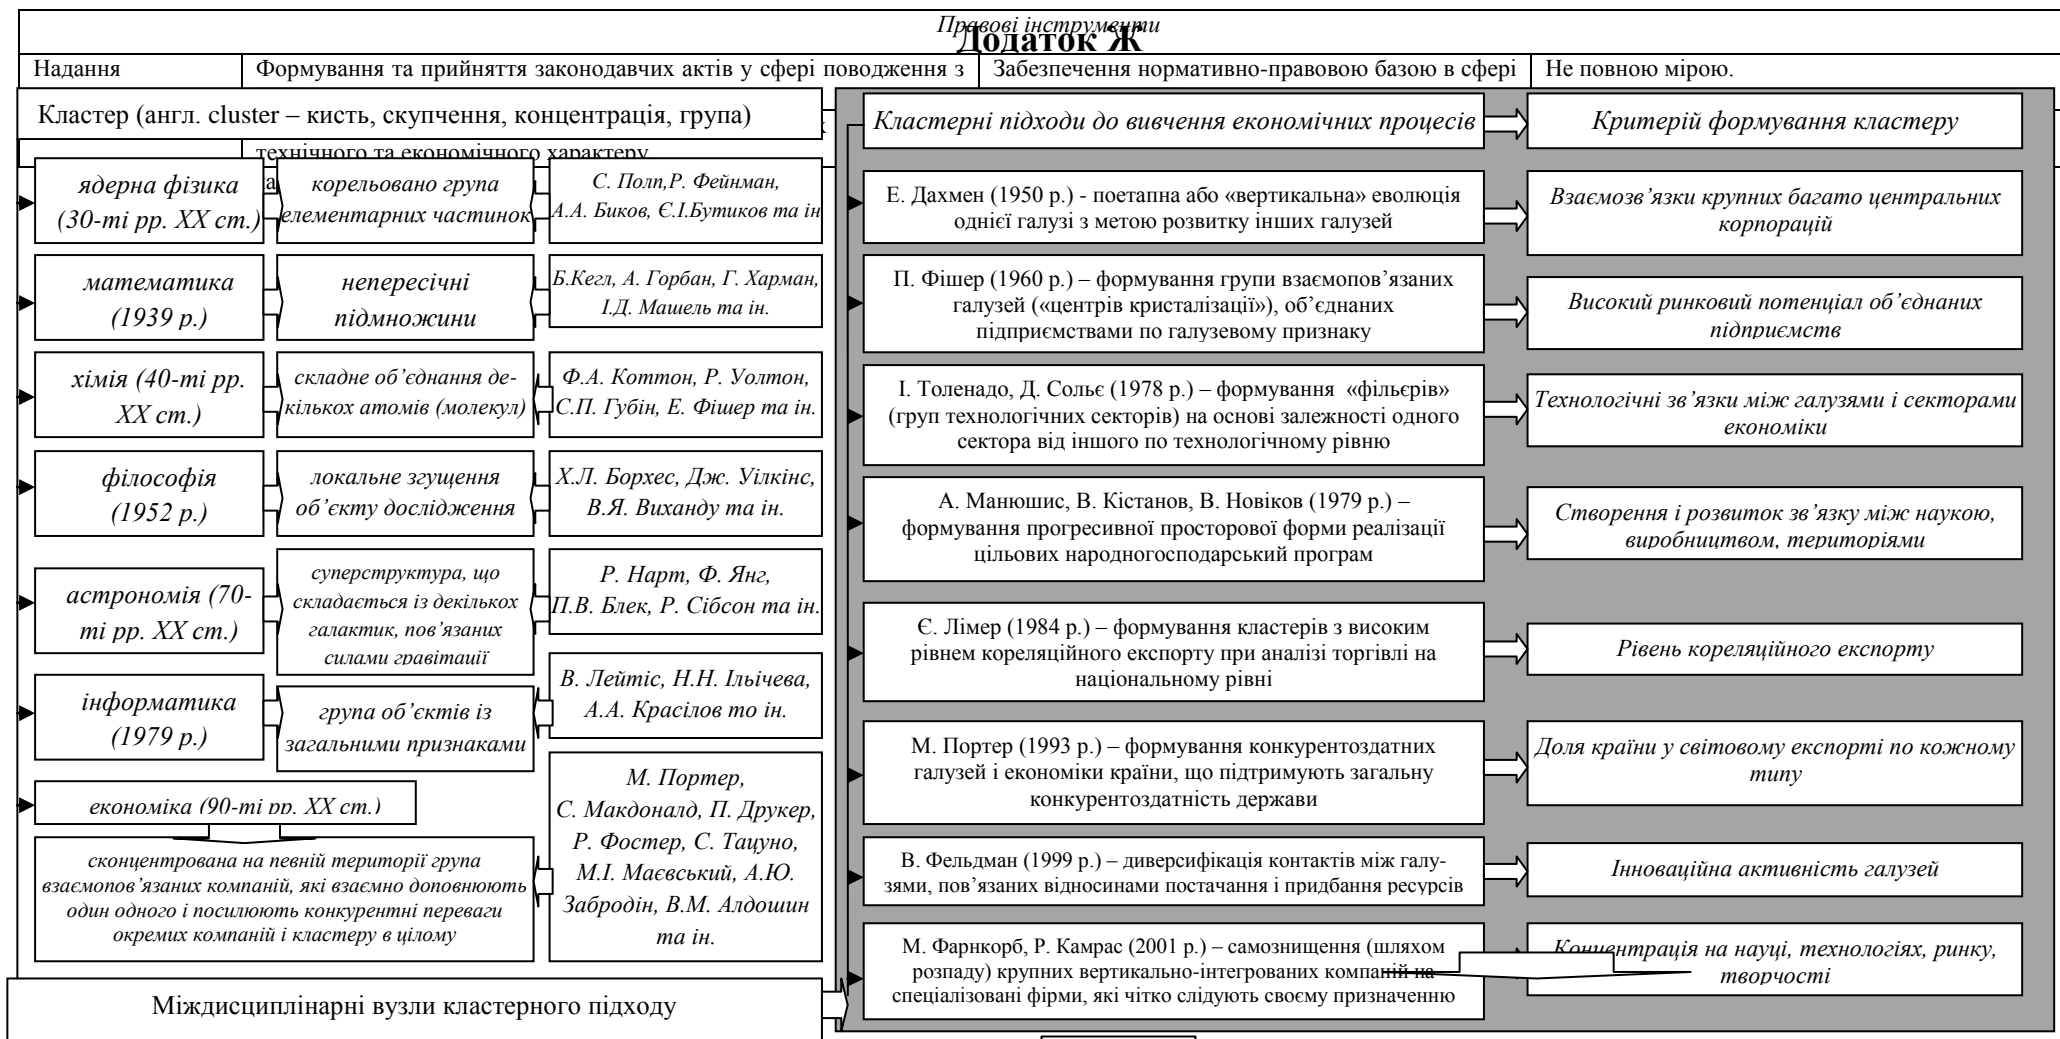 Правові інструменти
Додаток Ж
Надання
Формування та прийняття законодавчих актів у сфері поводження з
Забезпечення нормативно-правовою базою в сфері
Не повною мірою.
Кластер (англ. cluster – кисть, скупчення, концентрація, група)
технічного та економічного характеру
ядерна фізика
(30-ті рр. ХХ ст.)
корельовано група
елементарних частинок
С. Полп,Р. Фейнман,
А.А. Биков, Є.І.Бутиков та ін
математика
(1939 р.)
непересічні
підмножини
Б.Кегл, А. Горбан, Г. Харман,
І.Д. Машель та ін.
хімія (40-ті рр.
ХХ ст.)
складне об’єднання де-
кількох атомів (молекул)
Ф.А. Коттон, Р. Уолтон,
С.П. Губін, Е. Фішер та ін.
філософія
(1952 р.)
локальне згущення
об’єкту дослідження
Х.Л. Борхес, Дж. Уілкінс,
В.Я. Виханду та ін.
астрономія (70-
ті рр. ХХ ст.)
суперструктура, що
складається із декількох
галактик, пов’язаних
силами гравітації
Р. Нарт, Ф. Янг,
П.В. Блек, Р. Сібсон та ін.
інформатика
(1979 р.)
група об’єктів із
загальними признаками
В. Лейтіс, Н.Н. Ільічева,
А.А. Красілов то ін.
економіка (90-ті рр. ХХ ст.)
сконцентрована на певній території група
взаємопов’язаних компаній, які взаємно доповнюють
один одного і посилюють конкурентні переваги
окремих компаній і кластеру в цілому
М. Портер,
С. Макдоналд, П. Друкер,
Р. Фостер, С. Тацуно,
М.І. Маєвський, А.Ю.
Забродін, В.М. Алдошин
та ін.
Міждисциплінарні вузли кластерного підходу
Кластерні підходи до вивчення економічних процесів
Критерій формування кластеру
Е. Дахмен (1950 р.) - поетапна або «вертикальна» еволюція
однієї галузі з метою розвитку інших галузей
Взаємозв’язки крупних багато центральних
корпорацій
П. Фішер (1960 р.) – формування групи взаємопов’язаних
галузей («центрів кристалізації»), об’єднаних
підприємствами по галузевому признаку
Високий ринковий потенціал об’єднаних
підприємств
І. Толенадо, Д. Сольє (1978 р.) – формування «фільєрів»
(груп технологічних секторів) на основі залежності одного
сектора від іншого по технологічному рівню
Технологічні зв’язки між галузями і секторами
економіки
А. Манюшис, В. Кістанов, В. Новіков (1979 р.) –
формування прогресивної просторової форми реалізації
цільових народногосподарський програм
Створення і розвиток зв’язку між наукою,
виробництвом, територіями
Є. Лімер (1984 р.) – формування кластерів з високим
рівнем кореляційного експорту при аналізі торгівлі на
національному рівні
Рівень кореляційного експорту
М. Портер (1993 р.) – формування конкурентоздатних
галузей і економіки країни, що підтримують загальну
конкурентоздатність держави
Доля країни у світовому експорті по кожному
типу
В. Фельдман (1999 р.) – диверсифікація контактів між галу-
зями, пов’язаних відносинами постачання і придбання ресурсів
Інноваційна активність галузей
М. Фарнкорб, Р. Камрас (2001 р.) – самознищення (шляхом
розпаду) крупних вертикально-інтегрованих компаній на
спеціалізовані фірми, які чітко слідують своєму призначенню
Концентрація на науці, технологіях, ринку,
творчості